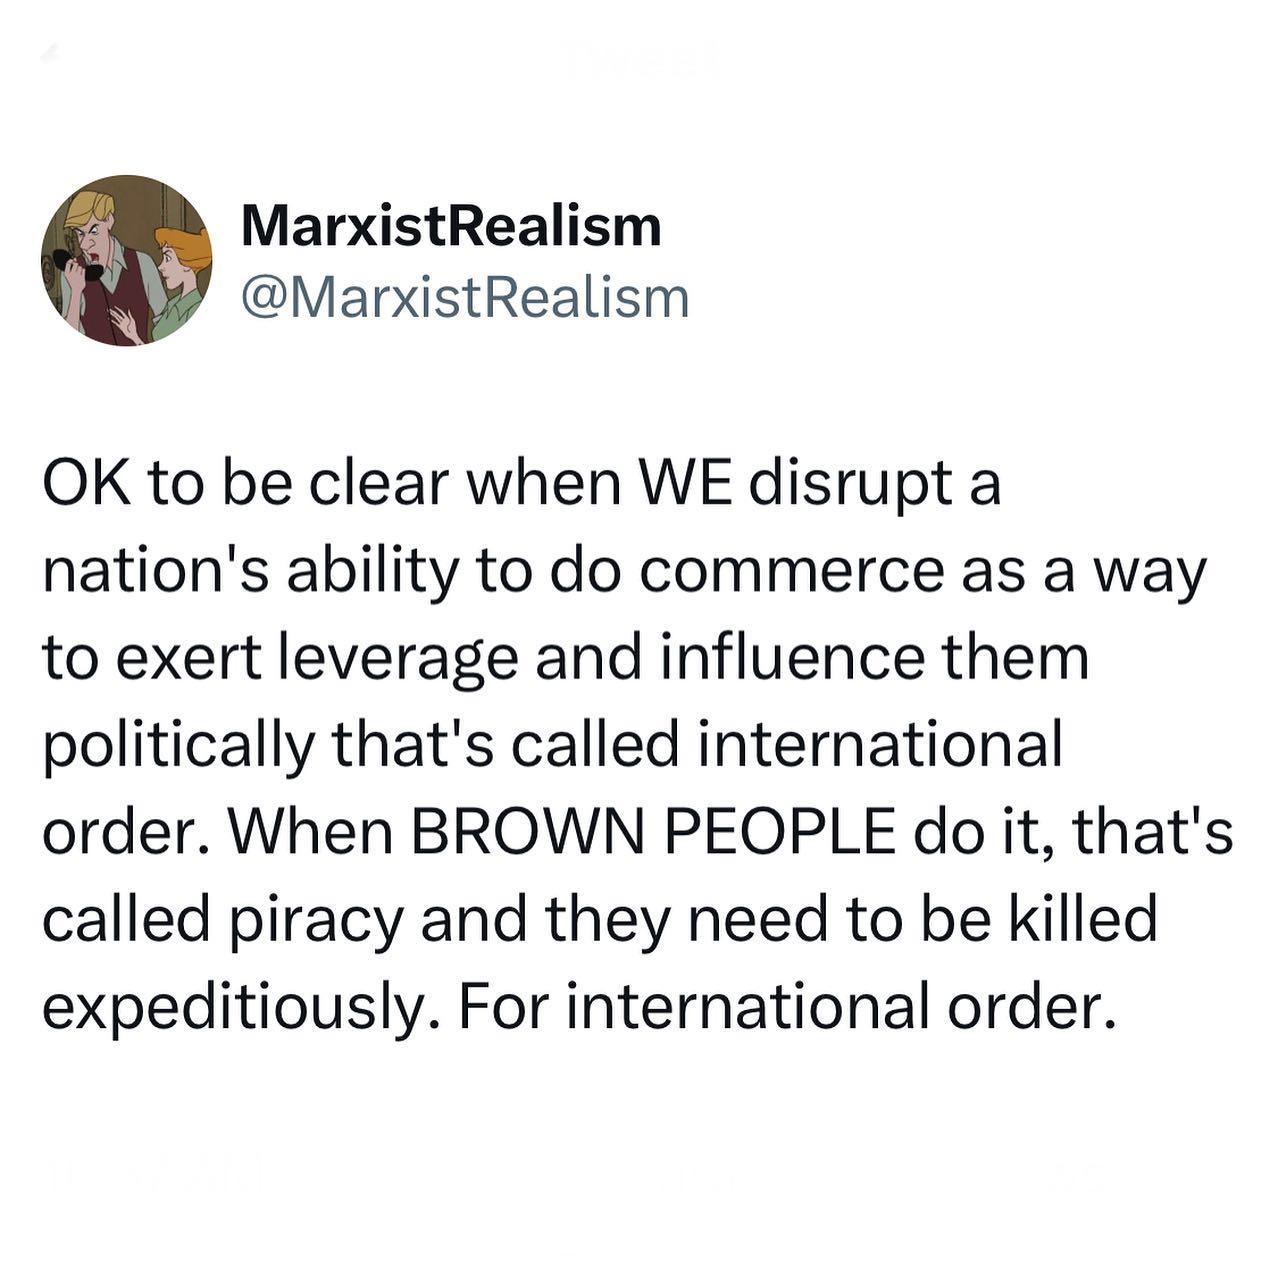 MarxistRealism
@MarxistRealism
OK to be clear when WE disrupt a
nation's ability to do commerce as a way
to exert leverage and influence them
politically that's called international
order. When BROWN PEOPLE do it, that's
called piracy and they need to be killed
expeditiously. For international order.